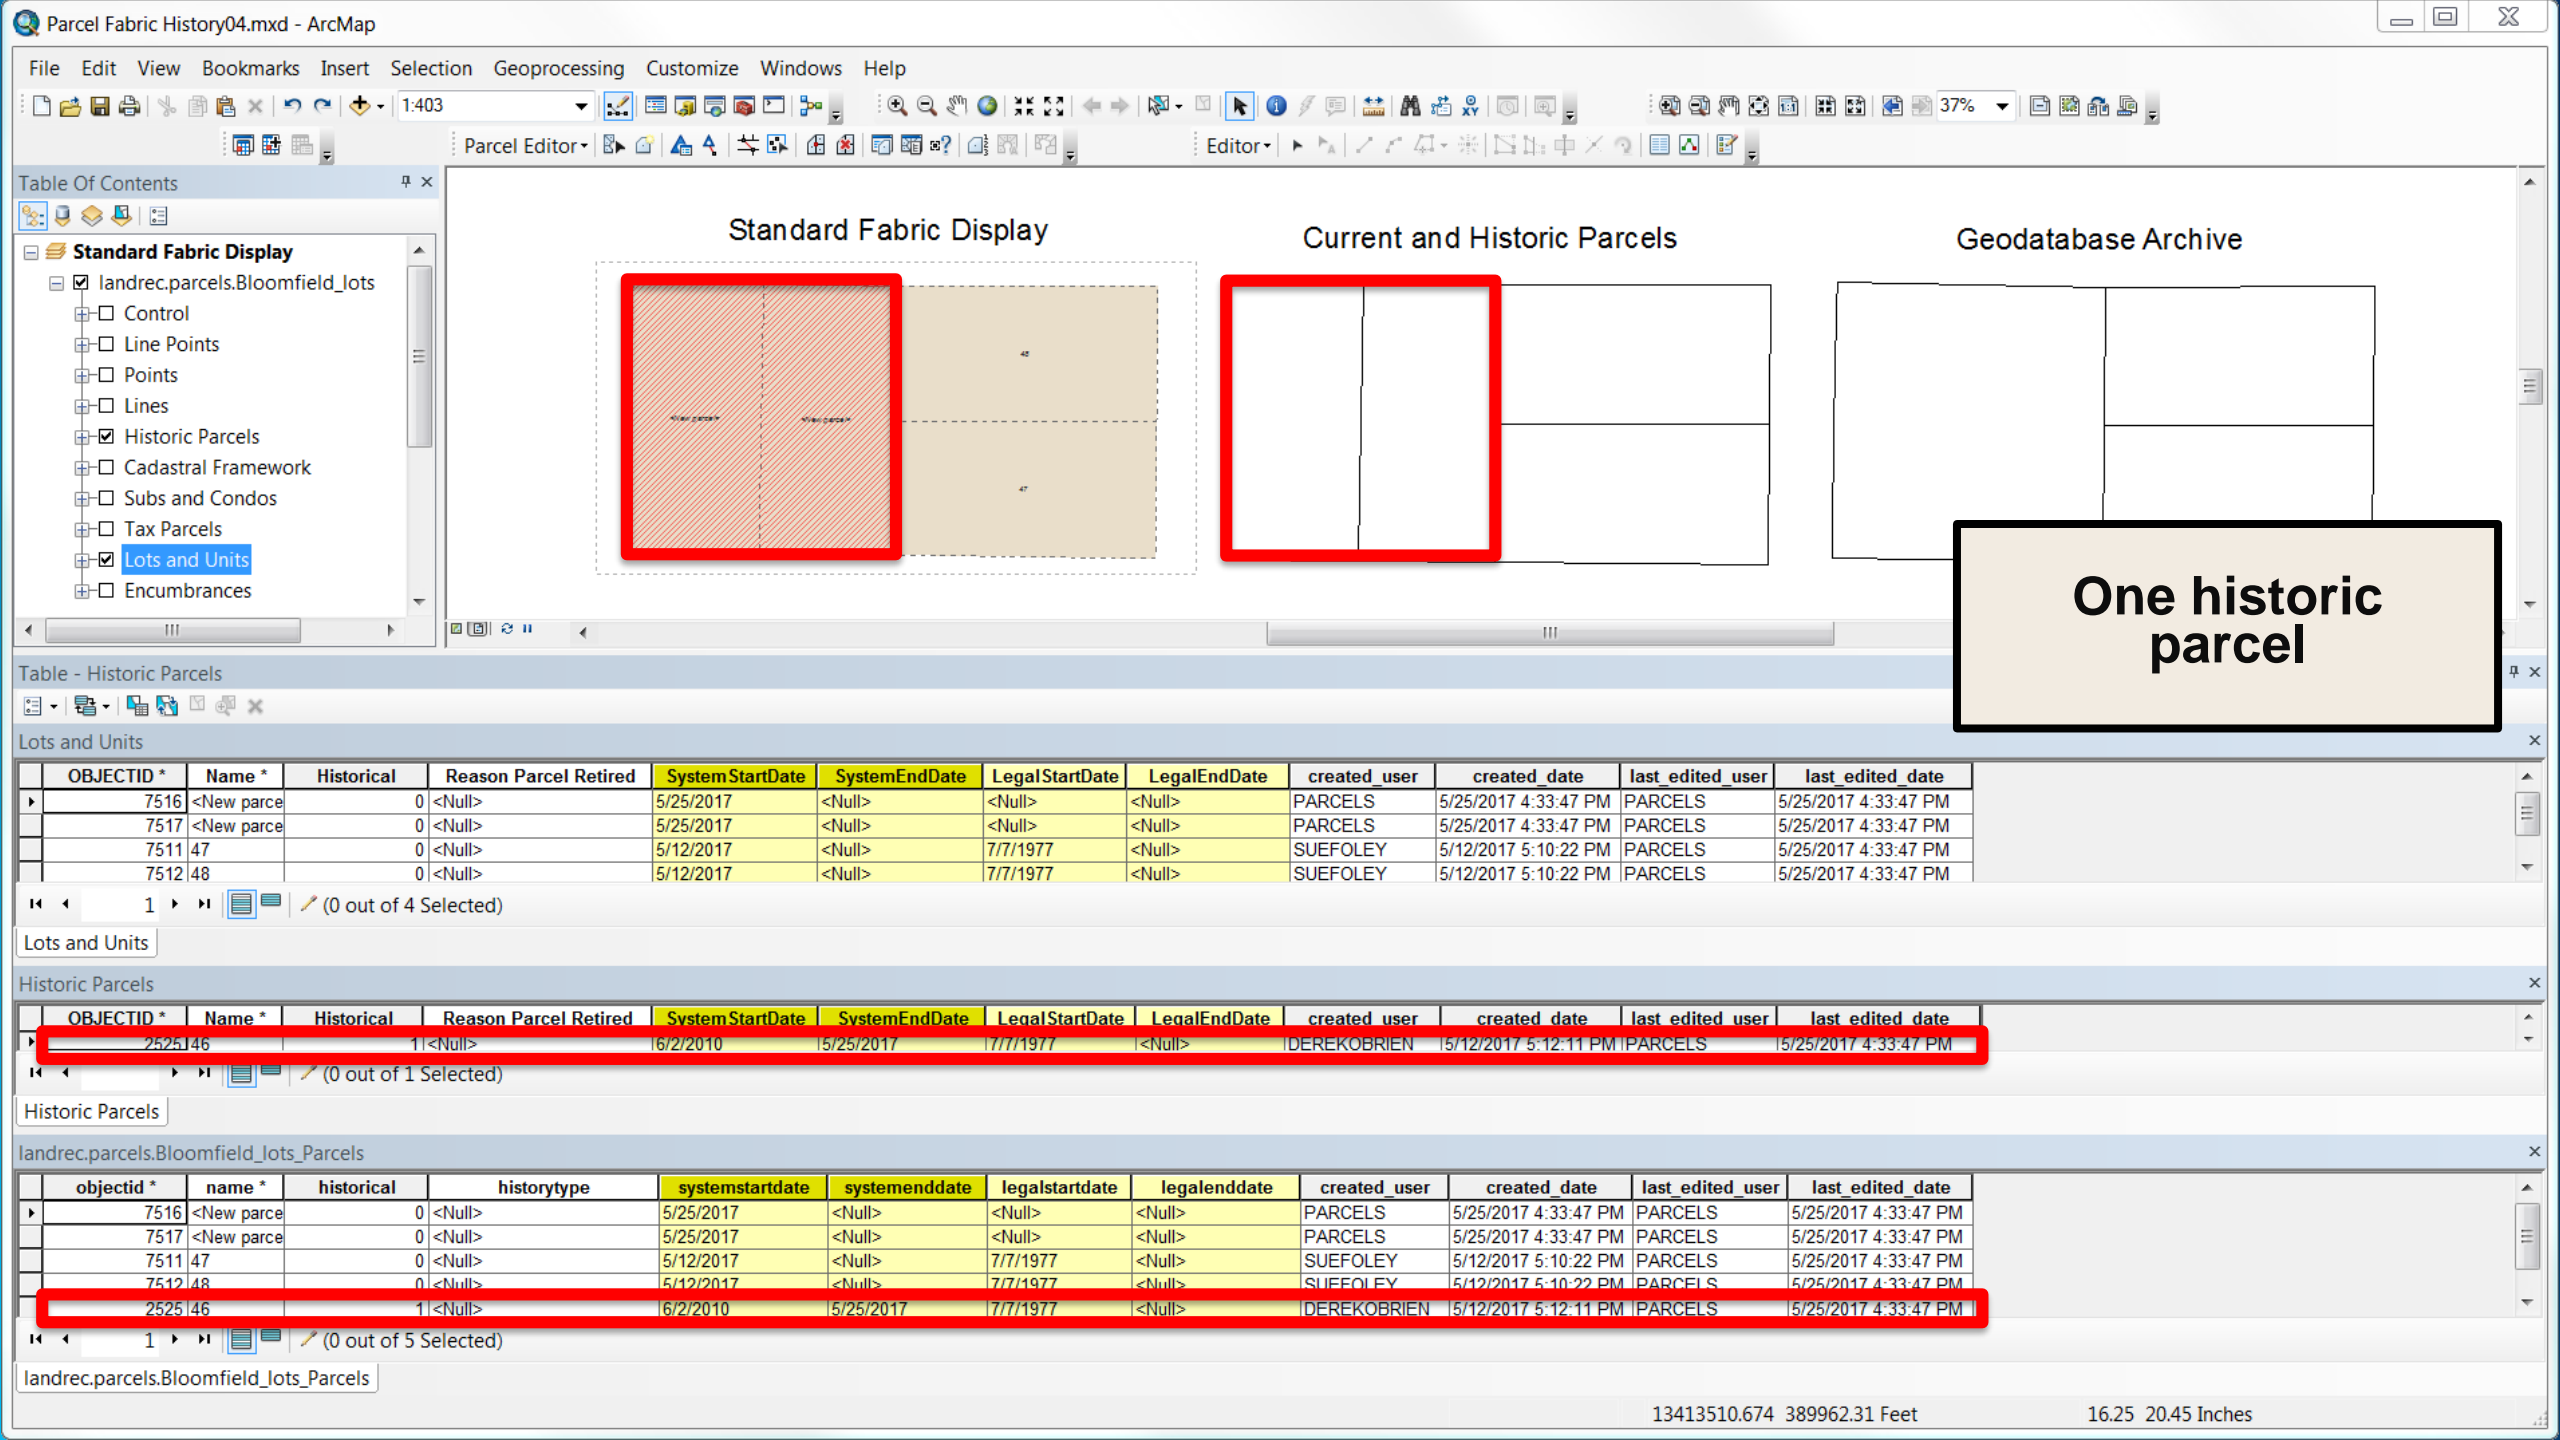 Parcel Fabric History04.mxd - ArcMap
File Edit View Bookmarks Insert Selection Geoprocessing Customize Windows Help
1:403 37%
Parcel Editor Editor
Table Of Contents
Standard Fabric Display
landrec.parcels.Bloomfield_lots
Control
Line Points
Points
Lines
Historic Parcels
Cadastral Framework
Subs and Condos
Tax Parcels
Lots and Units
Encumbrances
Standard Fabric Display
<New parcel>
<New parcel>
48
47
Current and Historic Parcels
Geodatabase Archive
One historic
parcel
Table - Historic Parcels
Lots and Units
OBJECTID * Name * Historical Reason Parcel Retired SystemStartDate SystemEndDate LegalStartDate LegalEndDate created_user created_date last_edited_user last_edited_date
7516 <New parce 0 <Null> 5/25/2017 <Null> <Null> <Null> PARCELS 5/25/2017 4:33:47 PM PARCELS 5/25/2017 4:33:47 PM
7517 <New parce 0 <Null> 5/25/2017 <Null> <Null> <Null> PARCELS 5/25/2017 4:33:47 PM PARCELS 5/25/2017 4:33:47 PM
7511 47 0 <Null> 5/12/2017 <Null> 7/7/1977 <Null> SUEFOLEY 5/12/2017 5:10:22 PM PARCELS 5/25/2017 4:33:47 PM
7512 48 0 <Null> 5/12/2017 <Null> 7/7/1977 <Null> SUEFOLEY 5/12/2017 5:10:22 PM PARCELS 5/25/2017 4:33:47 PM
1 (0 out of 4 Selected)
Lots and Units
Historic Parcels
OBJECTID * Name * Historical Reason Parcel Retired SystemStartDate SystemEndDate LegalStartDate LegalEndDate created_user created_date last_edited_user last_edited_date
2525 46 1 <Null> 6/2/2010 5/25/2017 7/7/1977 <Null> DEREKOBRIEN 5/12/2017 5:12:11 PM PARCELS 5/25/2017 4:33:47 PM
(0 out of 1 Selected)
Historic Parcels
landrec.parcels.Bloomfield_lots_Parcels
objectid * name * historical historytype systemstartdate systemenddate legalstartdate legalenddate created_user created_date last_edited_user last_edited_date
7516 <New parce 0 <Null> 5/25/2017 <Null> <Null> <Null> PARCELS 5/25/2017 4:33:47 PM PARCELS 5/25/2017 4:33:47 PM
7517 <New parce 0 <Null> 5/25/2017 <Null> <Null> <Null> PARCELS 5/25/2017 4:33:47 PM PARCELS 5/25/2017 4:33:47 PM
7511 47 0 <Null> 5/12/2017 <Null> 7/7/1977 <Null> SUEFOLEY 5/12/2017 5:10:22 PM PARCELS 5/25/2017 4:33:47 PM
7512 48 0 <Null> 5/12/2017 <Null> 7/7/1977 <Null> SUEFOLEY 5/12/2017 5:10:22 PM PARCELS 5/25/2017 4:33:47 PM
2525 46 1 <Null> 6/2/2010 5/25/2017 7/7/1977 <Null> DEREKOBRIEN 5/12/2017 5:12:11 PM PARCELS 5/25/2017 4:33:47 PM
1 (0 out of 5 Selected)
landrec.parcels.Bloomfield_lots_Parcels
13413510.674 389962.31 Feet 16.25 20.45 Inches